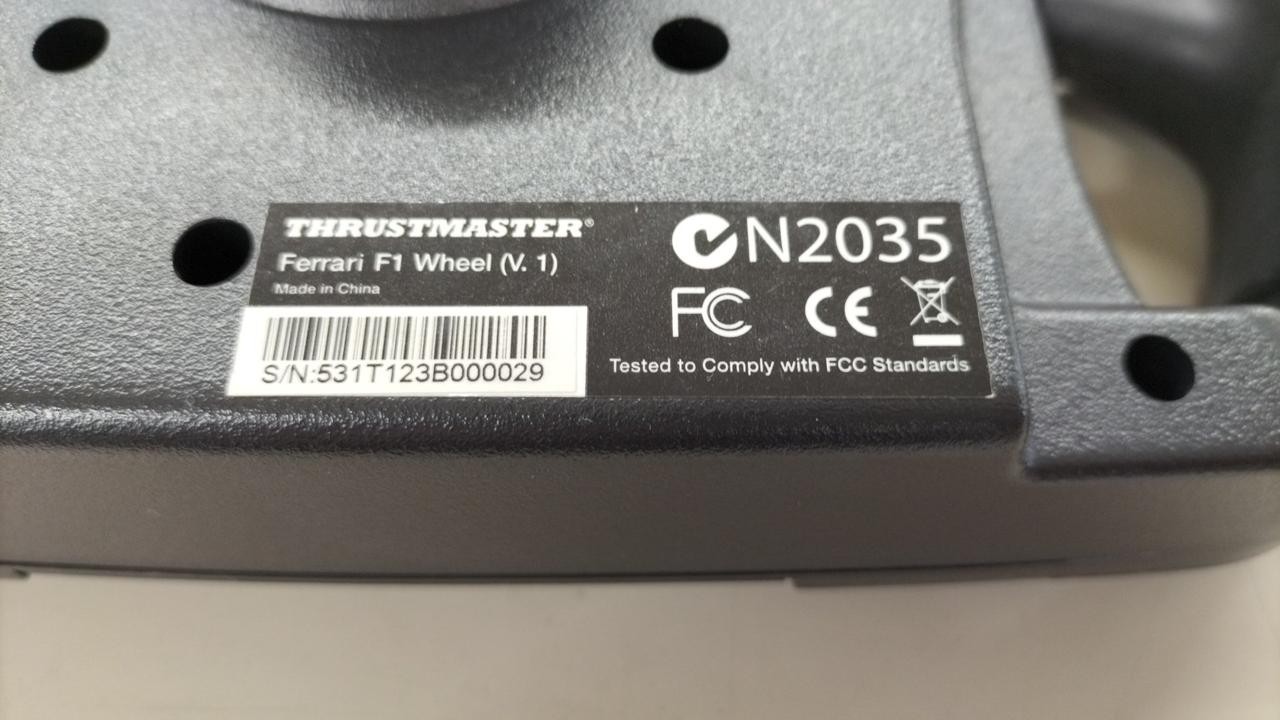 THRUSTMASTER®
Ferrari F1 Wheel (V. 1)
Made in China
S/N:531T123B000029
N2035
FC CE
Tested to Comply with FCC Standards